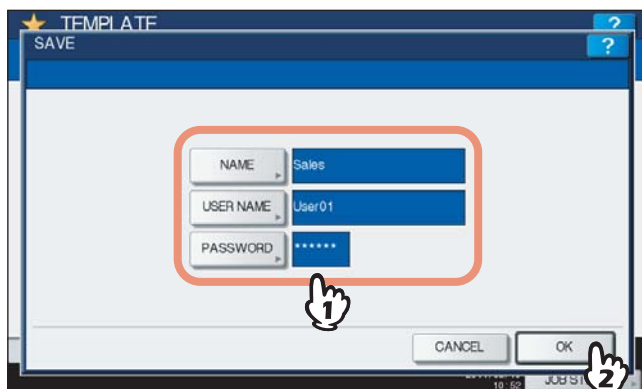 TEMPLATE ?
SAVE ?
NAME Sales
USER NAME User01
PASSWORD ******
1
CANCEL OK
2
10:52 JOB ST